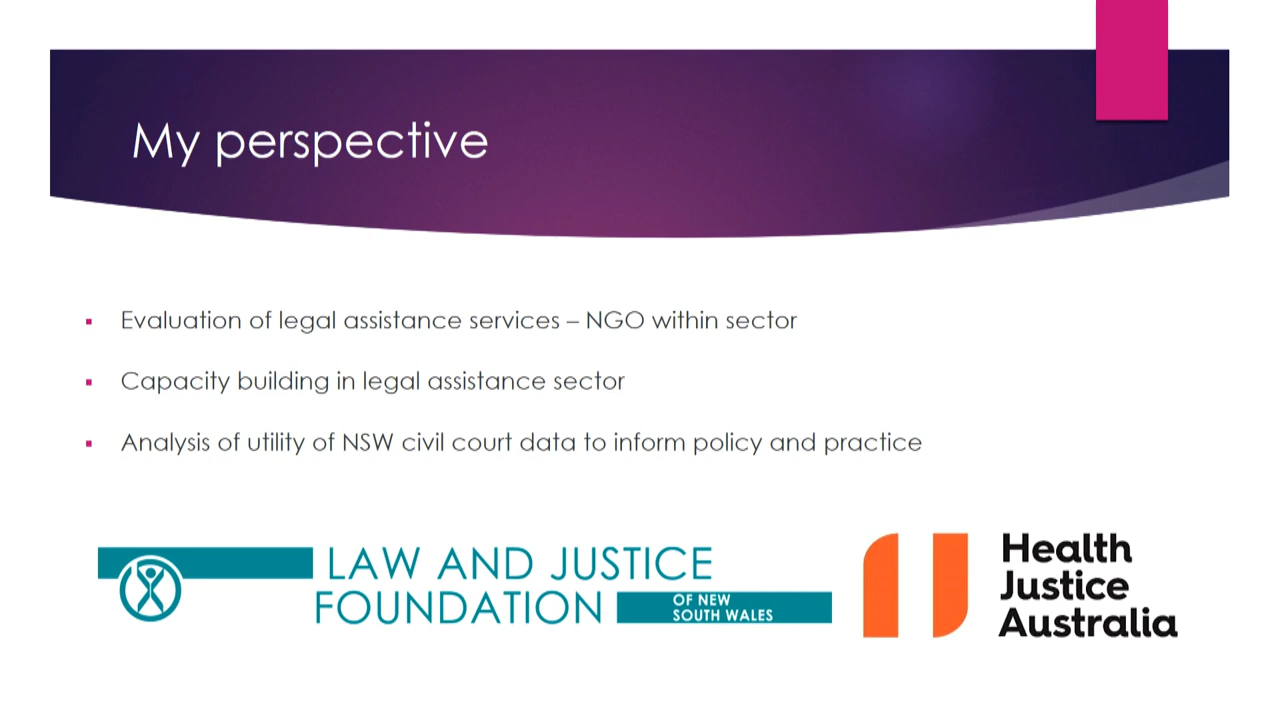 My perspective
Evaluation of legal assistance services – NGO within sector
Capacity building in legal assistance sector
Analysis of utility of NSW civil court data to inform policy and practice
LAW AND JUSTICE
FOUNDATION
OF NEW
SOUTH WALES
Health
Justice
Australia